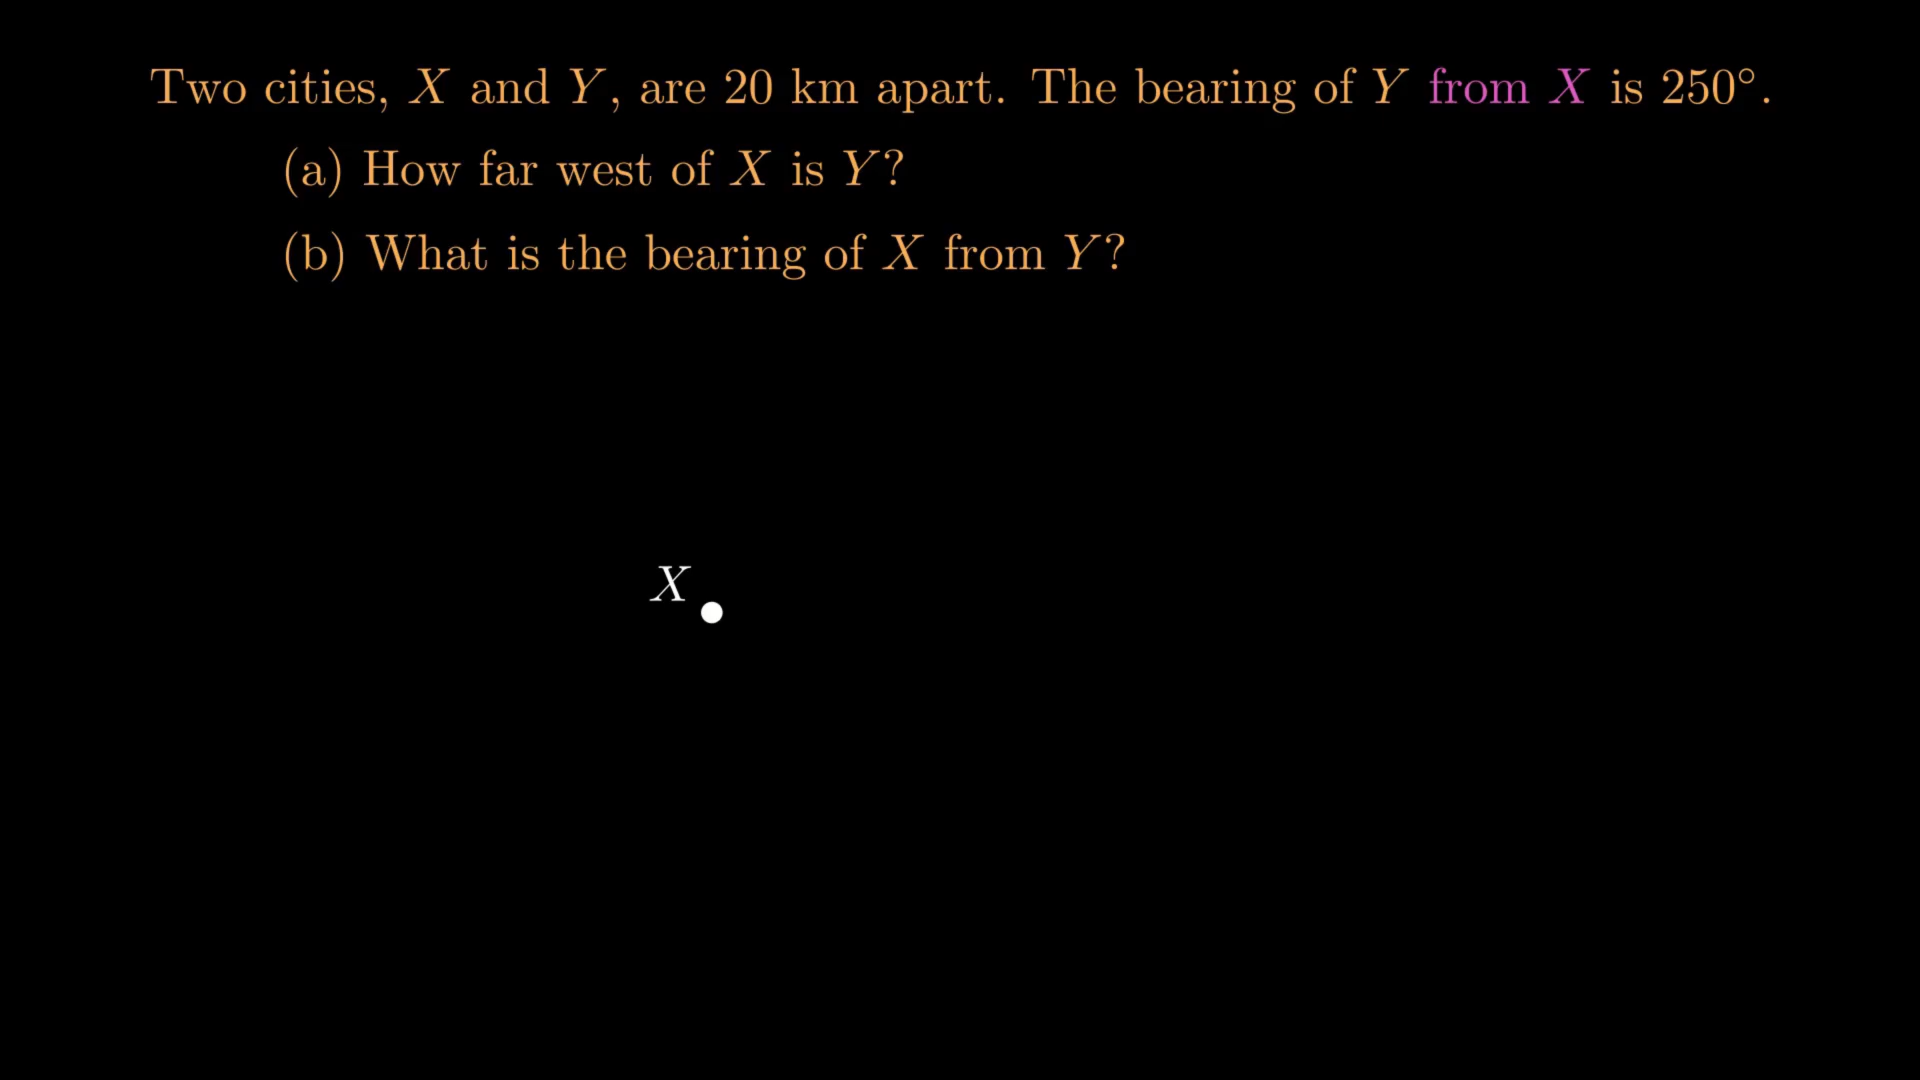 Two cities, X and Y, are 20 km apart. The bearing of Y from X is 250°.
(a) How far west of X is Y?
(b) What is the bearing of X from Y?
X